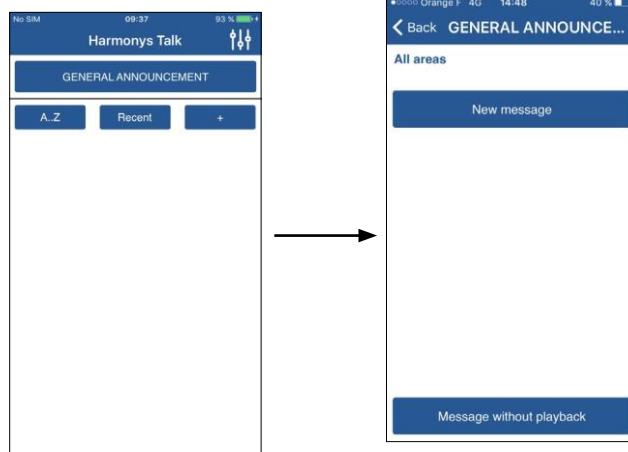 No SIM 09:37 93 %
Harmonys Talk
GENERAL ANNOUNCEMENT
A..Z Recent +
Orange F 4G 14:48 40 %
Back GENERAL ANNOUNCE...
All areas
New message
Message without playback